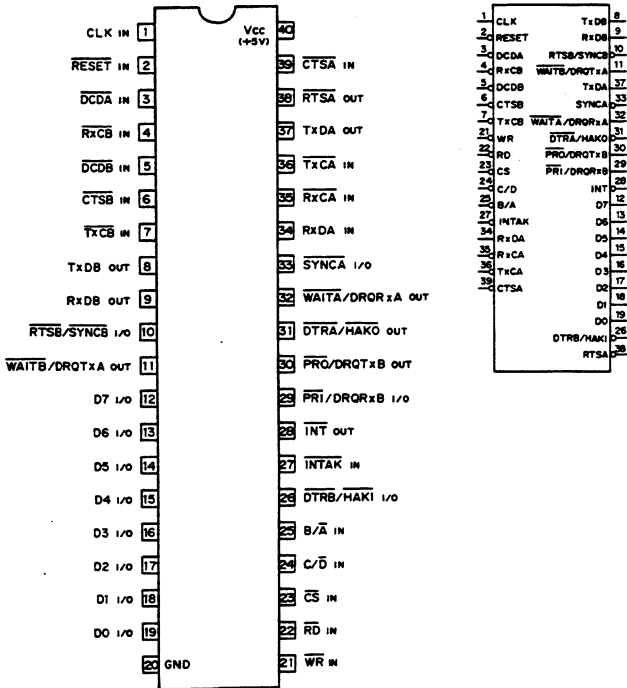 CLK IN 1
RESET IN 2
DCDA IN 3
RxCB IN 4
DCDB IN 5
CTSB IN 6
TxCB IN 7
TxDB OUT 8
RxDB OUT 9
RTSB/SYNCB I/O 10
WAITB/DRQTxA OUT 11
D7 I/O 12
D6 I/O 13
D5 I/O 14
D4 I/O 15
D3 I/O 16
D2 I/O 17
D1 I/O 18
D0 I/O 19
20 GND
Vcc 40
(+5V)
39 CTSA IN
38 RTSA OUT
37 TxDA OUT
36 TxCA IN
35 RxCA IN
34 RxDA IN
33 SYNCA I/O
32 WAITA/DRQRxA OUT
31 DTRA/HAKO OUT
30 PRO/DRQTxB OUT
29 PRI/DRQRxB I/O
28 INT OUT
27 INTAK IN
26 DTRB/HAKI I/O
25 B/A IN
24 C/D IN
23 CS IN
22 RD IN
21 WR IN
1 CLK
2 RESET
3 DCDA
4 RxCB
5 DCDB
6 CTSB
7 TxCB
21 WR
22 RD
23 CS
24 C/D
25 B/A
27 INTAK
34 RxDA
35 RxCA
36 TxCA
39 CTSA
TxDB 8
RxDB 9
RTSB/SYNCB 10
WAITB/DRQTxA 11
TxDA 37
SYNCA 33
WAITA/DRQRxA 32
DTRA/HAKO 31
PRO/DRQTxB 30
PRI/DRQRxB 29
INT 28
D7 12
D6 13
D5 14
D4 15
D3 16
D2 17
D1 18
D0 19
DTRB/HAKI 26
RTSA 38